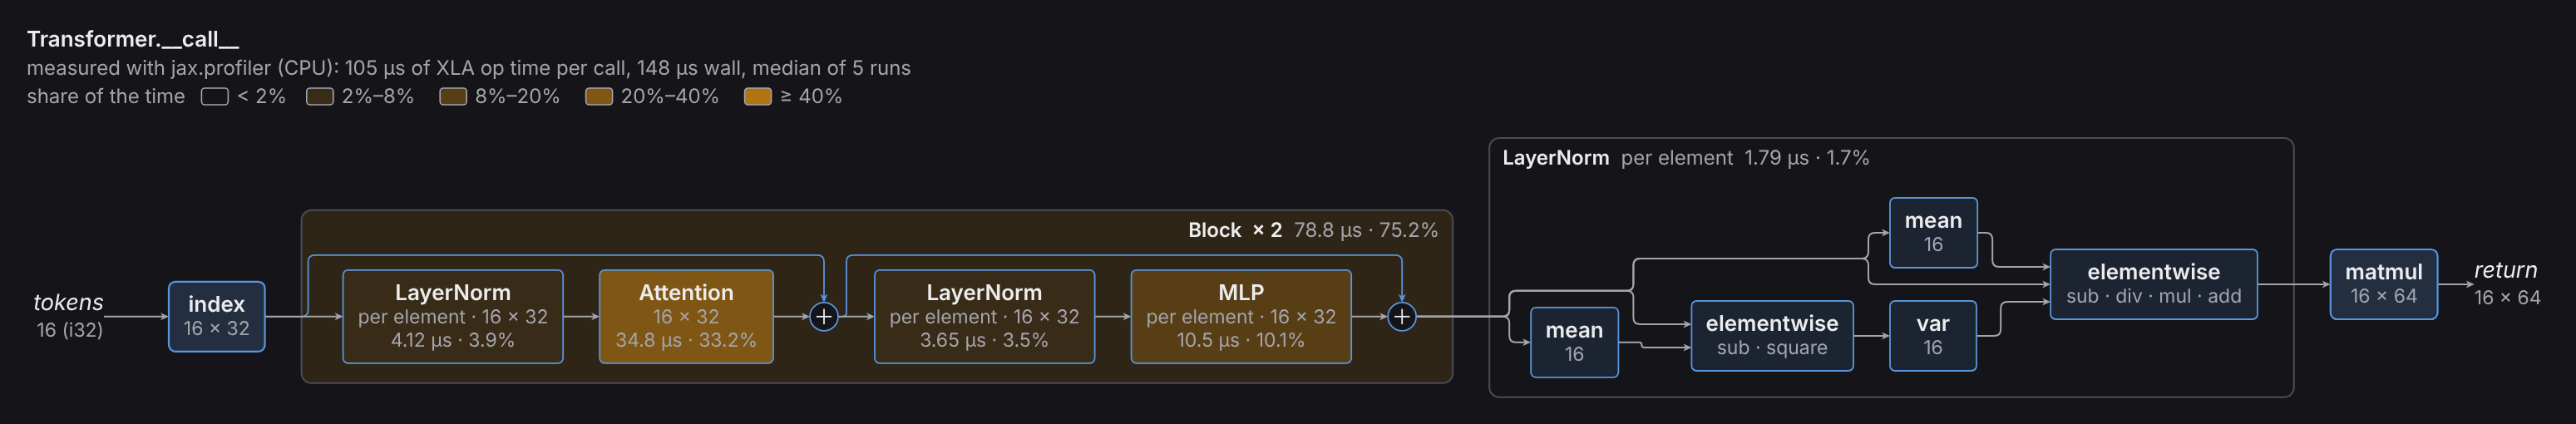 Transformer.__call__
measured with jax.profiler (CPU): 105 µs of XLA op time per call, 148 µs wall, median of 5 runs
share of the time < 2% 2%–8% 8%–20% 20%–40% ≥ 40%
tokens
16 (i32)
index
16 × 32
Block × 2 78.8 µs · 75.2%
LayerNorm
per element · 16 × 32
4.12 µs · 3.9%
Attention
16 × 32
34.8 µs · 33.2%
+
LayerNorm
per element · 16 × 32
3.65 µs · 3.5%
MLP
per element · 16 × 32
10.5 µs · 10.1%
+
LayerNorm per element 1.79 µs · 1.7%
mean
16
elementwise
sub · square
mean
16
var
16
elementwise
sub · div · mul · add
matmul
16 × 64
return
16 × 64